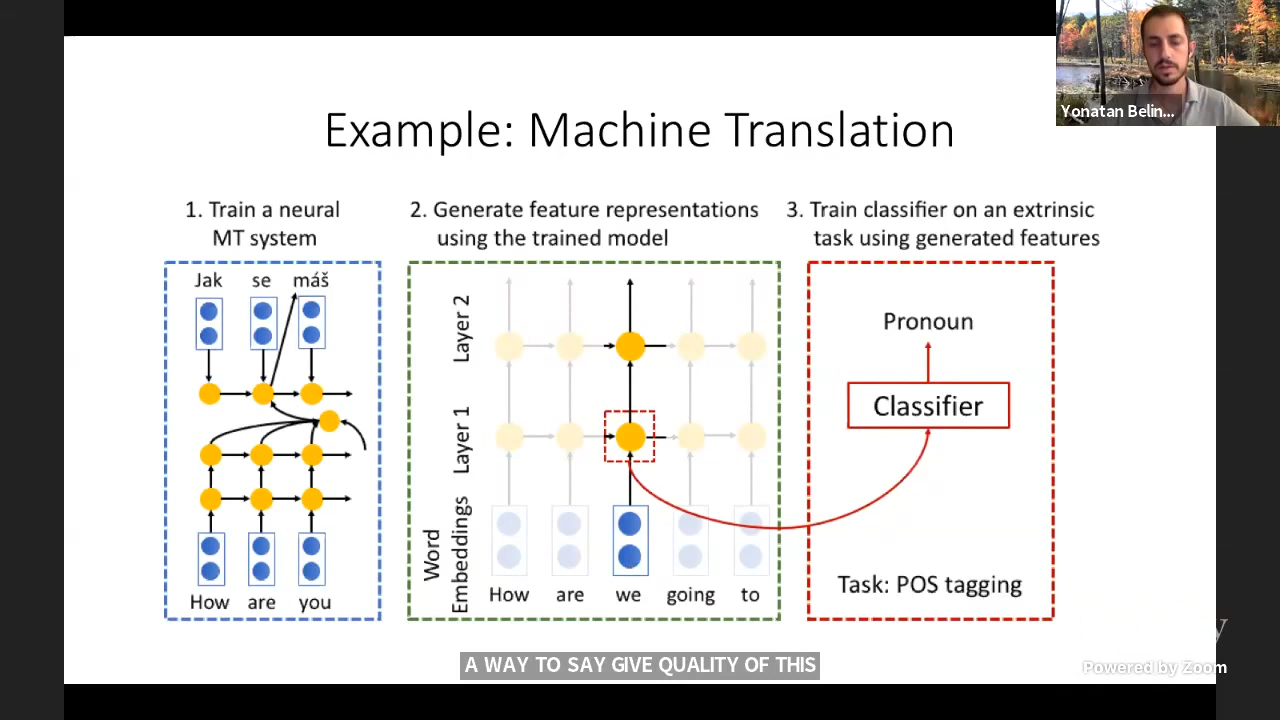 Yonatan Belin...
Example: Machine Translation
1. Train a neural
MT system
2. Generate feature representations
using the trained model
3. Train classifier on an extrinsic
task using generated features
Jak se máš
How are you
Layer 2
Layer 1
Word
Embeddings
How are we going to
Pronoun
Classifier
Task: POS tagging
y
A WAY TO SAY GIVE QUALITY OF THIS
Powered by Zoom